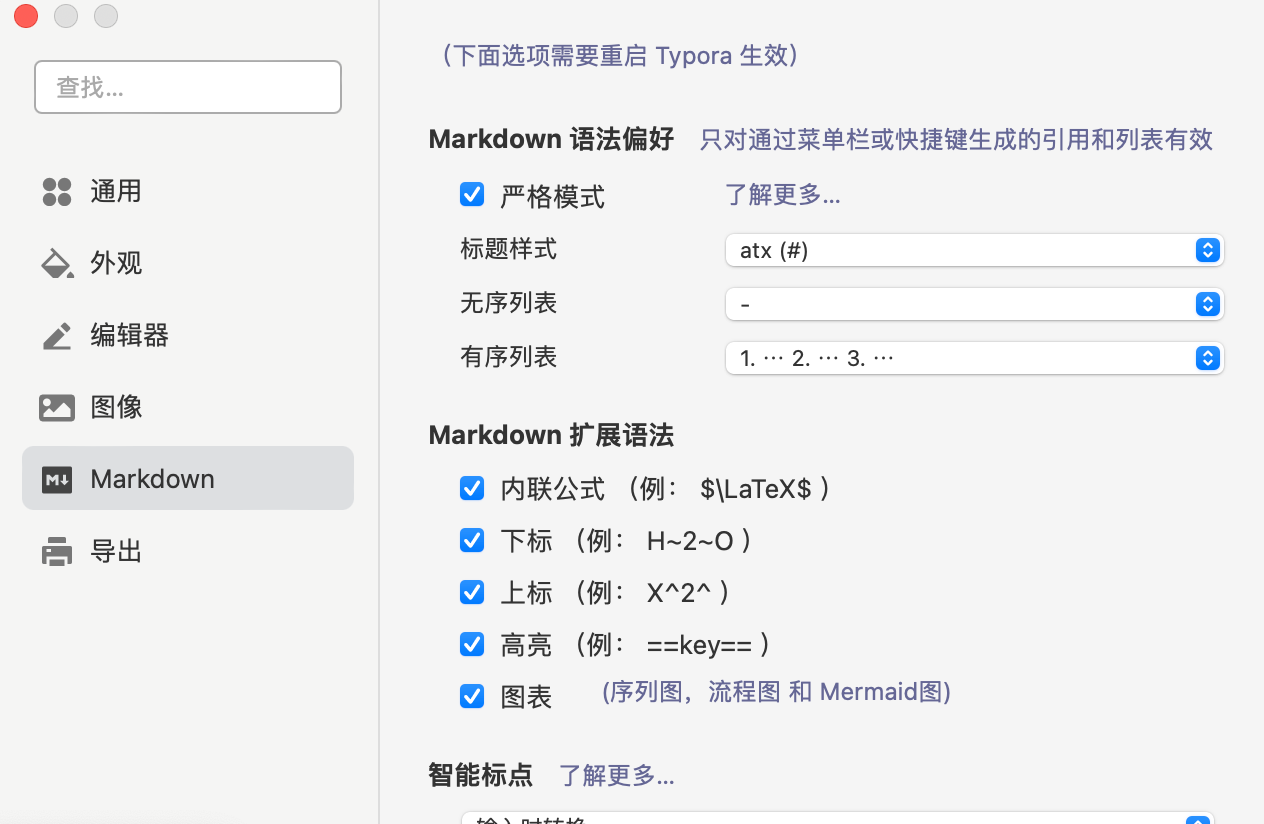 查找...
通用
外观
编辑器
图像
Markdown
导出
（下面选项需要重启 Typora 生效）
Markdown 语法偏好 只对通过菜单栏或快捷键生成的引用和列表有效
严格模式 了解更多...
标题样式 atx (#)
无序列表 -
有序列表 1. ··· 2. ··· 3. ···
Markdown 扩展语法
内联公式 （例： $\LaTeX$ ）
下标 （例： H~2~O ）
上标 （例： X^2^ ）
高亮 （例： ==key== ）
图表 (序列图，流程图 和 Mermaid图)
智能标点 了解更多...
输入时转换